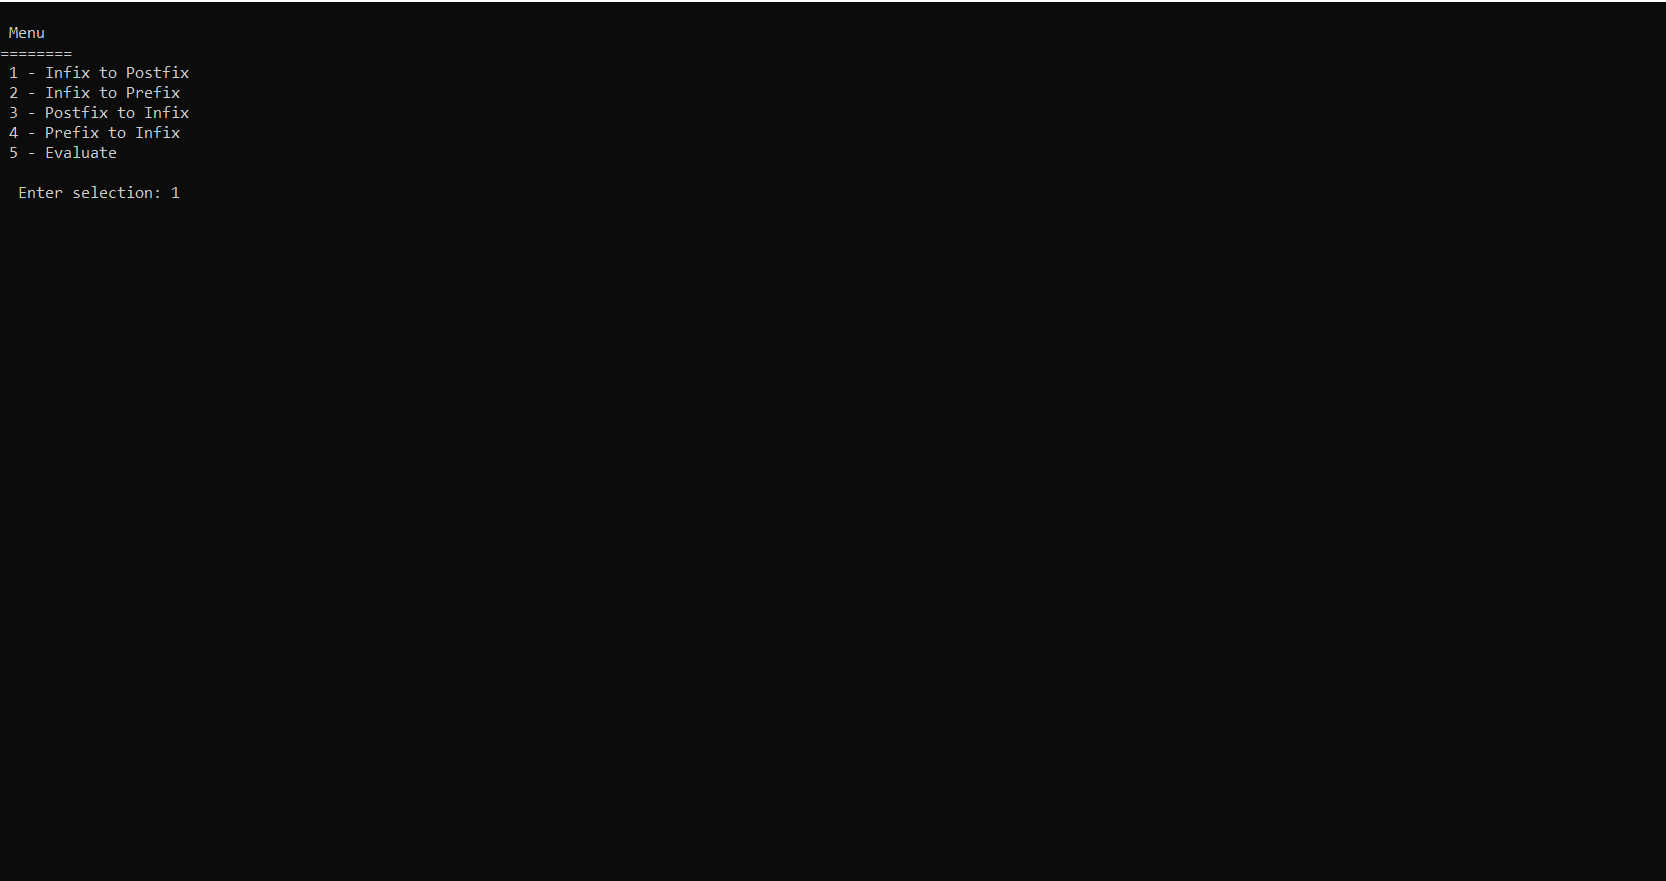 Menu
========
1 - Infix to Postfix
2 - Infix to Prefix
3 - Postfix to Infix
4 - Prefix to Infix
5 - Evaluate
Enter selection: 1